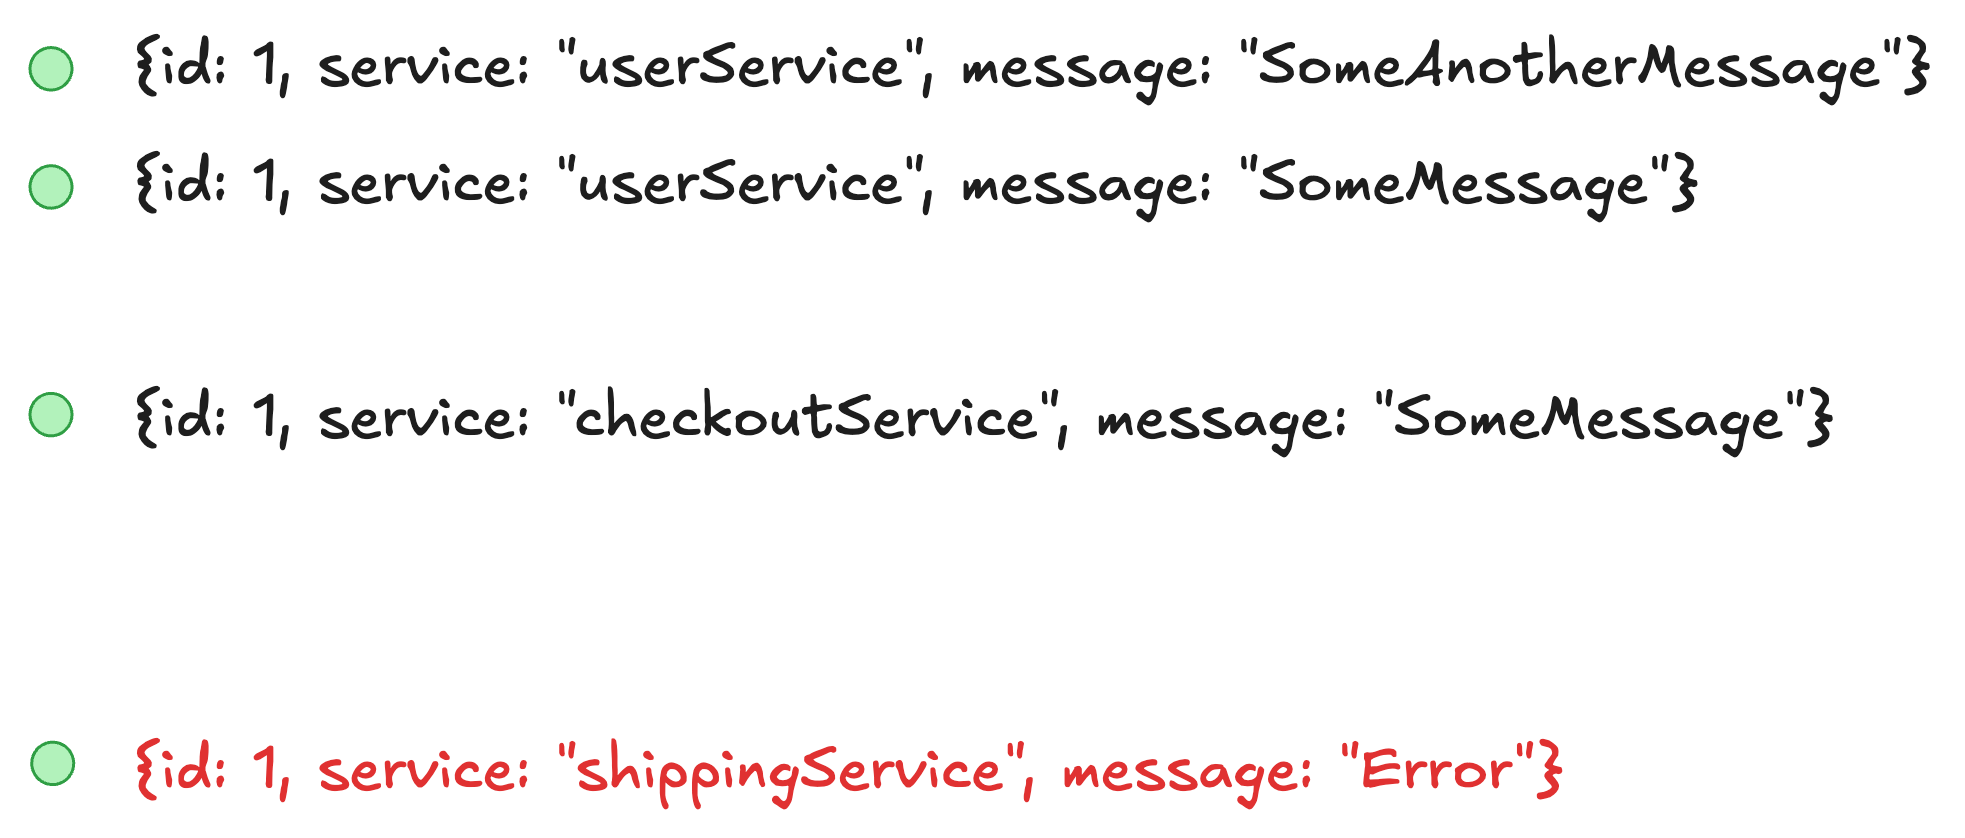 {id: 1, service: "userService", message: "SomeAnotherMessage"}
{id: 1, service: "userService", message: "SomeMessage"}
{id: 1, service: "checkoutService", message: "SomeMessage"}
{id: 1, service: "shippingService", message: "Error"}